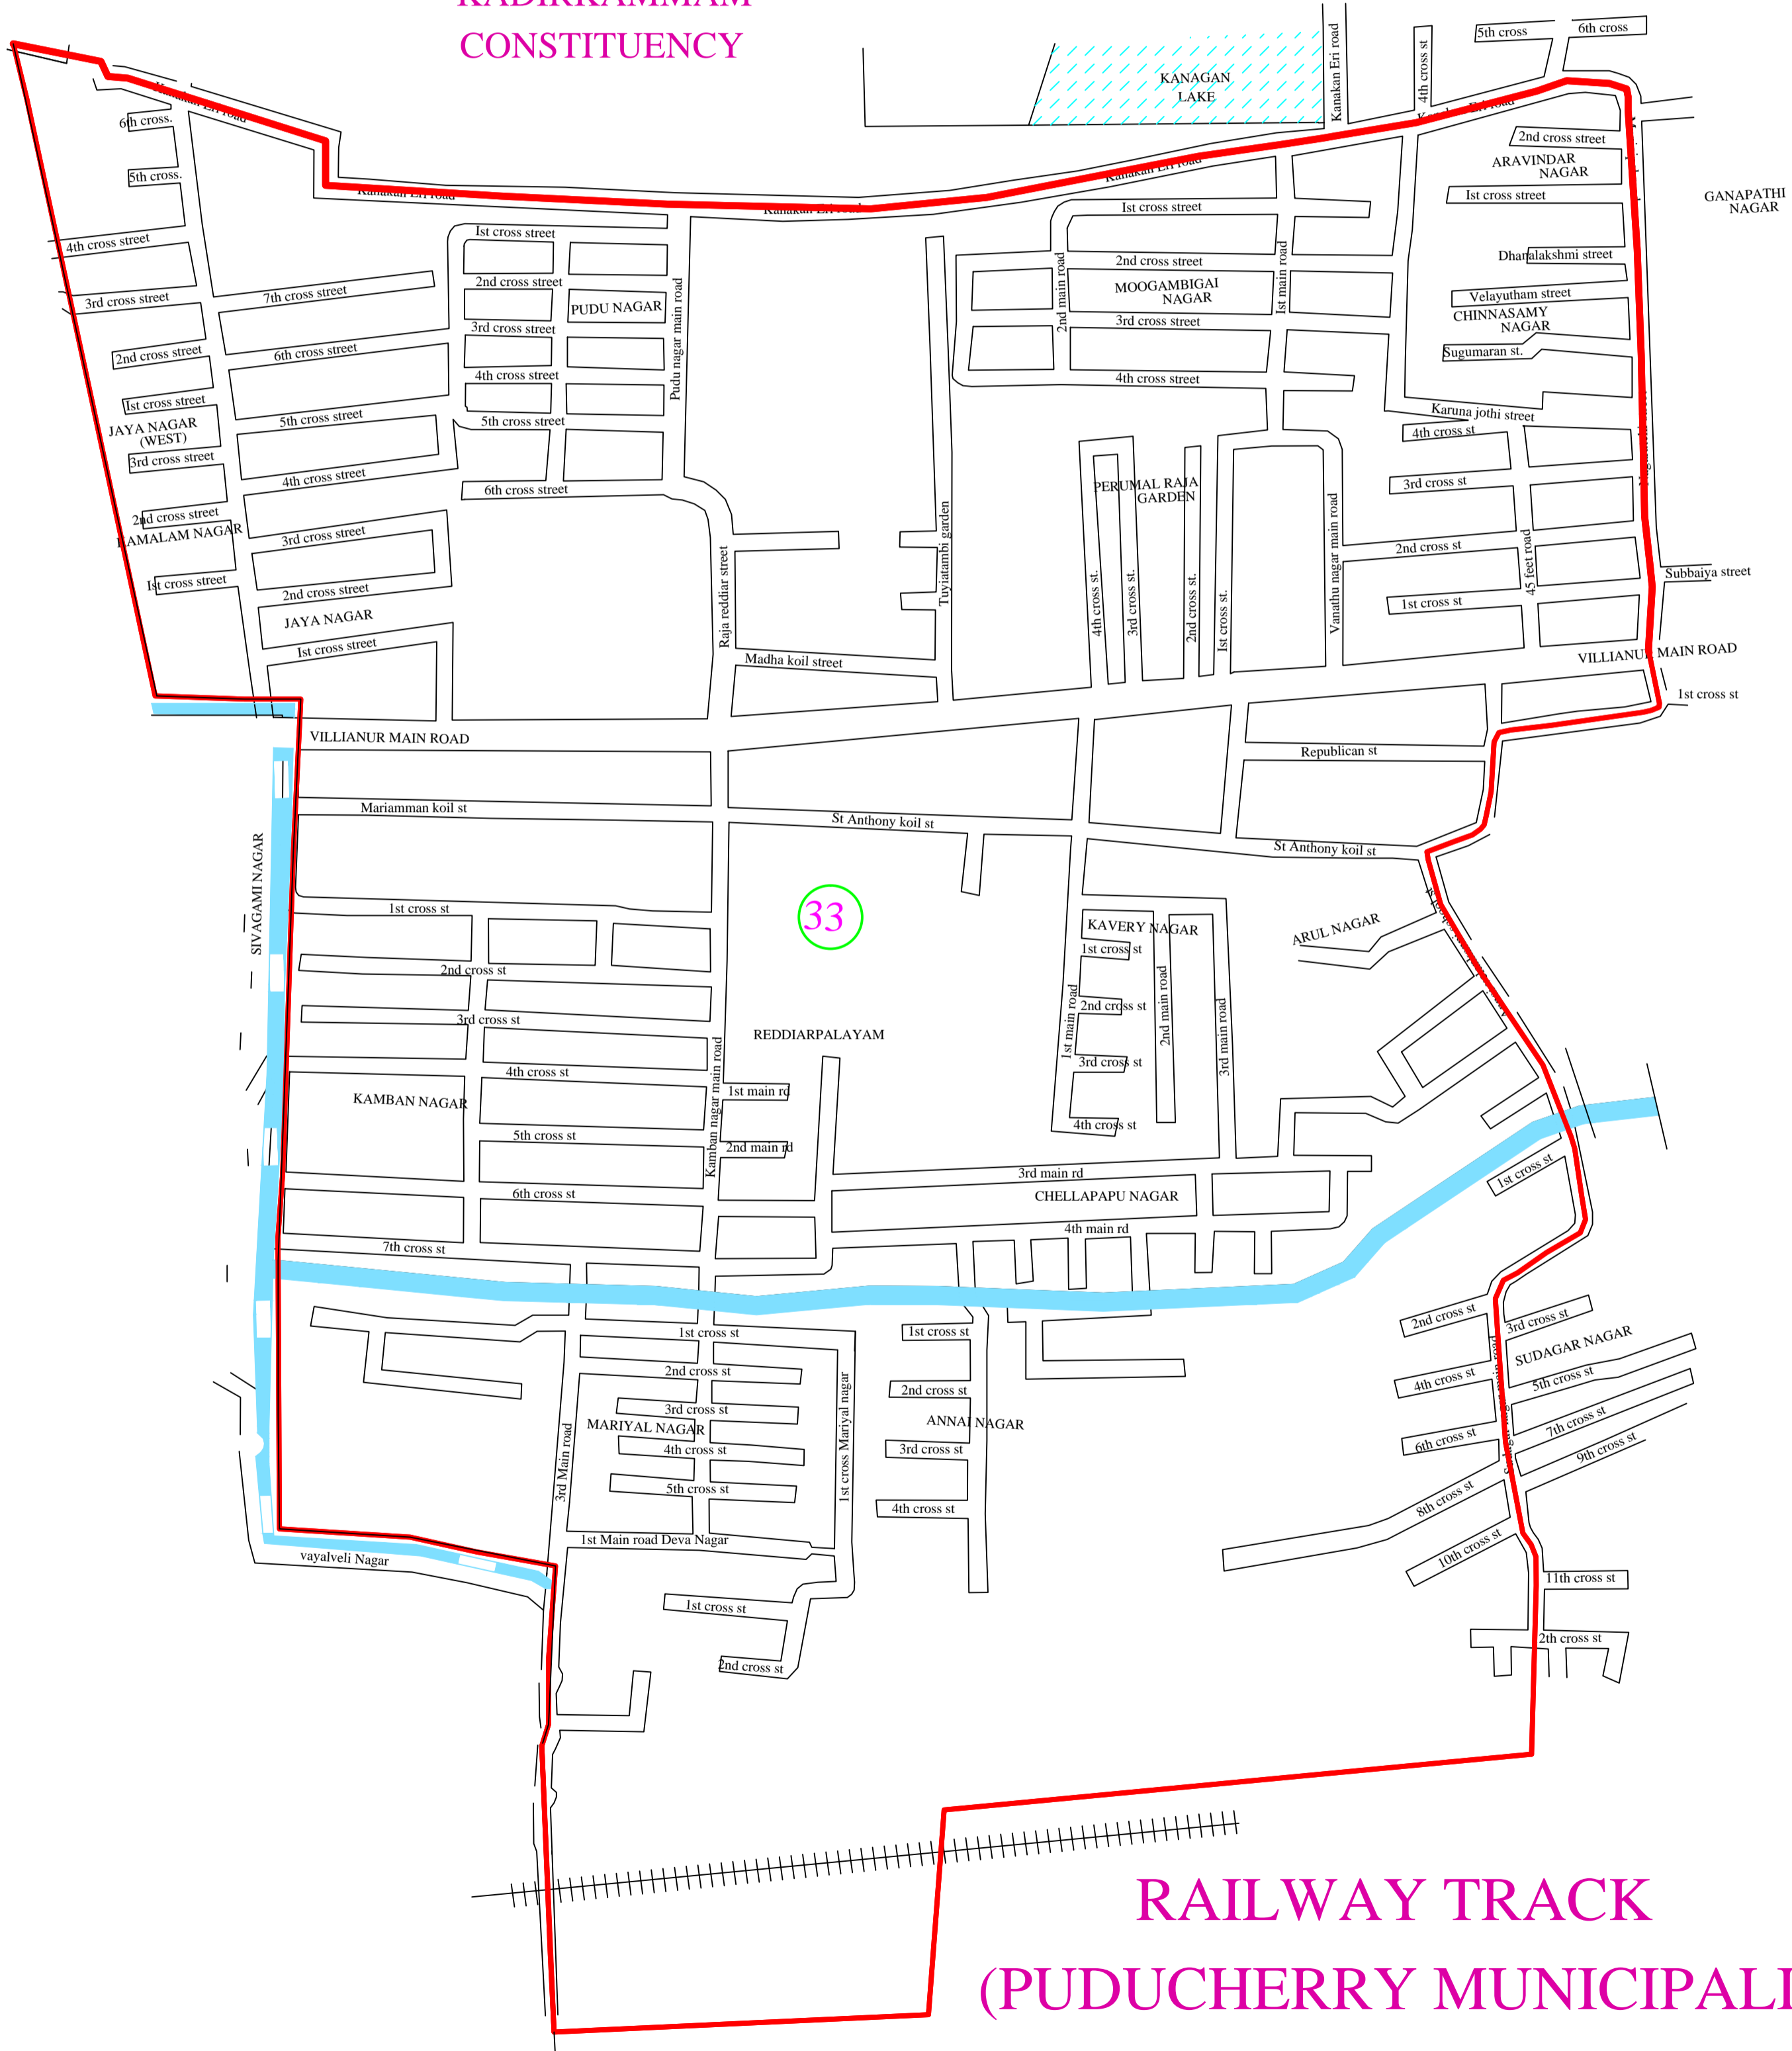 KADIRKAMMAM
CONSTITUENCY
KANAGAN
LAKE
Kanakan Eri road
4th cross st
5th cross
6th cross
Kanakan Eri road
Kanakan Eri road
Kanakan Eri road
Kanakan Eri road
Kanakan Eri road
6th cross.
5th cross.
4th cross street
3rd cross street
2nd cross street
Ist cross street
JAYA NAGAR
(WEST)
3rd cross street
2nd cross street
KAMALAM NAGAR
Ist cross street
7th cross street
6th cross street
5th cross street
4th cross street
3rd cross street
2nd cross street
JAYA NAGAR
Ist cross street
Ist cross street
2nd cross street
PUDU NAGAR
3rd cross street
4th cross street
5th cross street
6th cross street
Pudu nagar main road
Raja reddiar street
Madha koil street
Tuyiatambi garden
Ist cross street
2nd cross street
MOOGAMBIGAI
NAGAR
3rd cross street
4th cross street
2nd main road
Ist main road
PERUMAL RAJA
GARDEN
4th cross st.
3rd cross st.
2nd cross st.
Ist cross st.
Vanathu nagar main road
2nd cross street
ARAVINDAR
NAGAR
Ist cross street
GANAPATHI
NAGAR
Dhanalakshmi street
Velayutham street
CHINNASAMY
NAGAR
Sugumaran st.
Karuna jothi street
4th cross st
3rd cross st
2nd cross st
1st cross st
45 feet road
Subbaiya street
VILLIANUR MAIN ROAD
1st cross st
VILLIANUR MAIN ROAD
Republican st
Mariamman koil st
St Anthony koil st
St Anthony koil st
SIVAGAMI NAGAR
33
1st cross st
2nd cross st
3rd cross st
4th cross st
KAMBAN NAGAR
5th cross st
6th cross st
7th cross st
Kamban nagar main road
REDDIARPALAYAM
1st main rd
2nd main rd
3rd main rd
CHELLAPAPU NAGAR
4th main rd
KAVERY NAGAR
1st cross st
2nd cross st
3rd cross st
4th cross st
1st main road
2nd main road
3rd main road
ARUL NAGAR
1st cross st
2nd cross st
3rd cross st
SUDAGAR NAGAR
4th cross st
5th cross st
6th cross st
7th cross st
9th cross st
8th cross st
10th cross st
11th cross st
2th cross st
1st cross st
2nd cross st
3rd cross st
MARIYAL NAGAR
4th cross st
5th cross st
3rd Main road
1st cross Mariyal nagar
1st Main road Deva Nagar
1st cross st
2nd cross st
1st cross st
2nd cross st
ANNAI NAGAR
3rd cross st
4th cross st
vayalveli Nagar
RAILWAY TRACK
(PUDUCHERRY MUNICIPALI